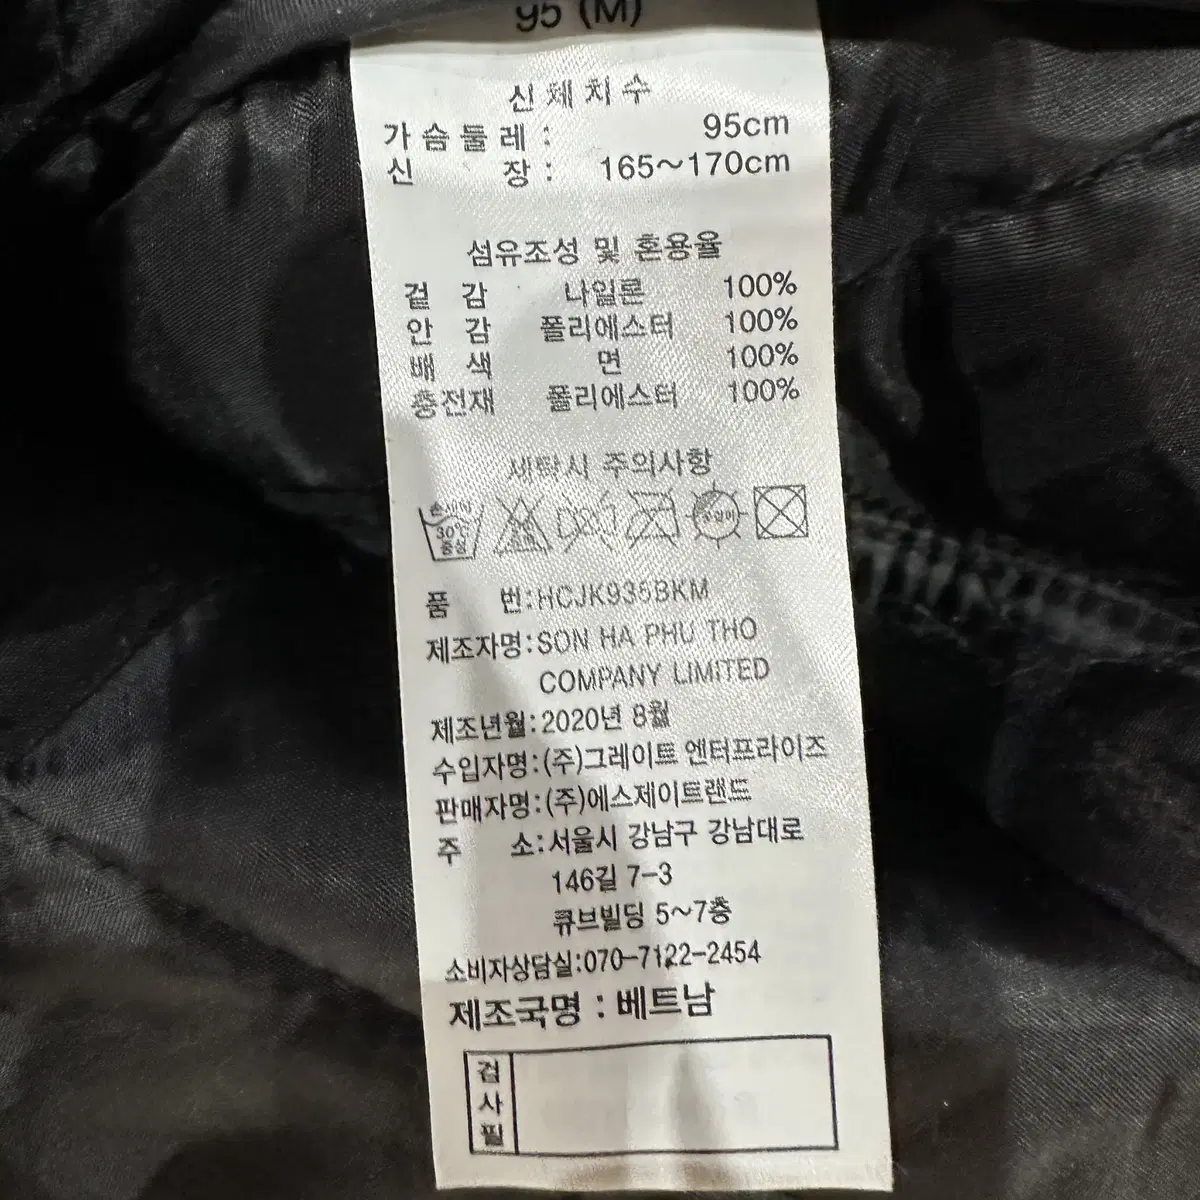 95 (M)
신체치수
가슴둘레 : 95cm
신 장 : 165~170cm
섬유조성 및 혼용율
겉 감 나일론 100%
안 감 폴리에스터 100%
배 색 면 100%
충전재 폴리에스터 100%
세탁시 주의사항
손세탁
30℃
중성
품 번:HCJK935BKM
제조자명:SON HA PHU THO
COMPANY LIMITED
제조년월:2020년 8월
수입자명:(주)그레이트 엔터프라이즈
판매자명:(주)에스제이트랜드
주 소:서울시 강남구 강남대로
146길 7-3
큐브빌딩 5~7층
소비자상담실:070-7122-2454
제조국명 : 베트남
검사필